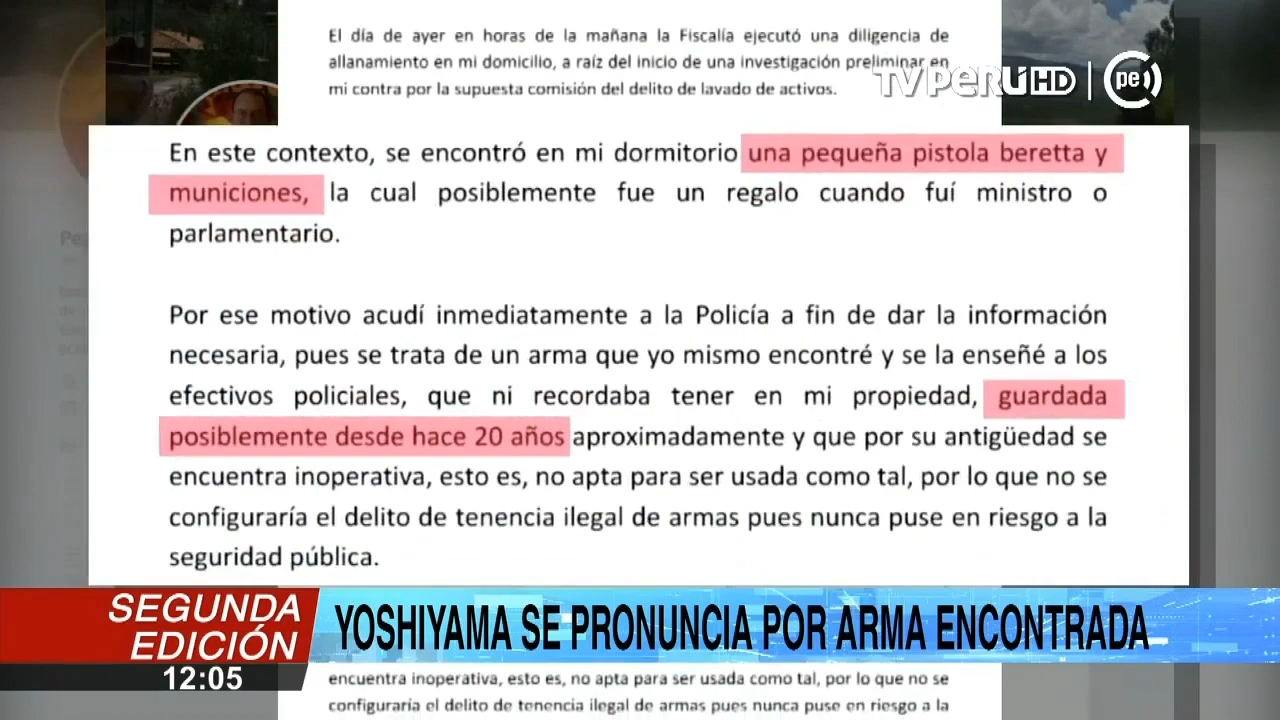 El día de ayer en horas de la mañana la Fiscalía ejecutó una diligencia de
allanamiento en mi domicilio, a raíz del inicio de una investigación preliminar en
mi contra por la supuesta comisión del delito de lavado de activos.
TVPERÚ HD
pe
En este contexto, se encontró en mi dormitorio una pequeña pistola beretta y
municiones, la cual posiblemente fue un regalo cuando fuí ministro o
parlamentario.
Por ese motivo acudí inmediatamente a la Policía a fin de dar la información
necesaria, pues se trata de un arma que yo mismo encontré y se la enseñé a los
efectivos policiales, que ni recordaba tener en mi propiedad, guardada
posiblemente desde hace 20 años aproximadamente y que por su antigüedad se
encuentra inoperativa, esto es, no apta para ser usada como tal, por lo que no se
configuraría el delito de tenencia ilegal de armas pues nunca puse en riesgo a la
seguridad pública.
SEGUNDA
EDICIÓN
12:05
YOSHIYAMA SE PRONUNCIA POR ARMA ENCONTRADA
encuentra inoperativa, esto es, no apta para ser usada como tal, por lo que no se
configuraría el delito de tenencia ilegal de armas pues nunca puse en riesgo a la